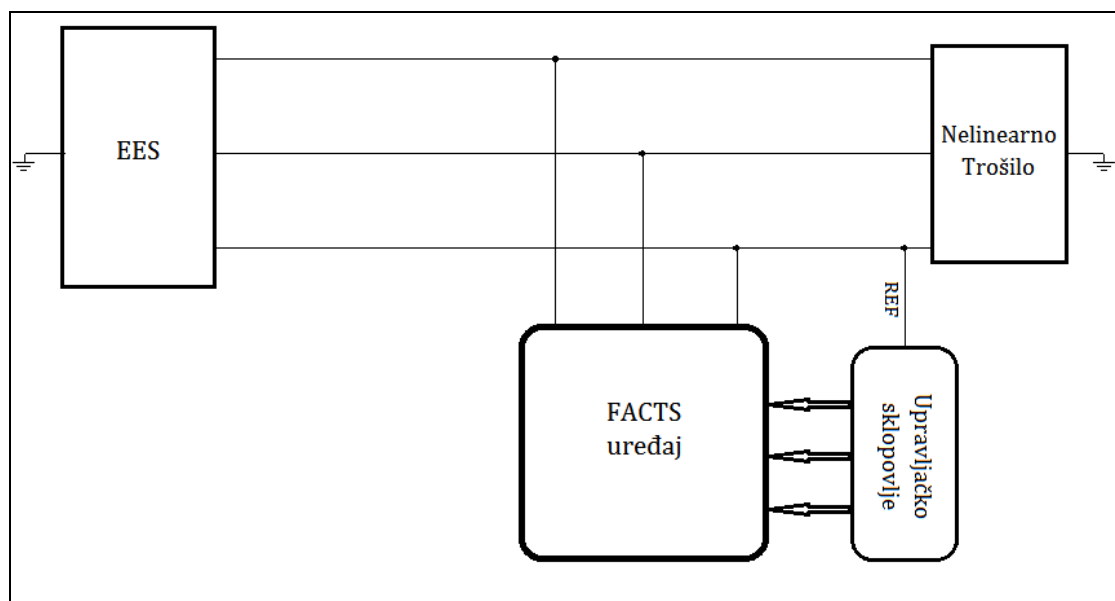 EES
Nelinearno
Trošilo
REF
FACTS
uređaj
Upravljačko
sklopovlje